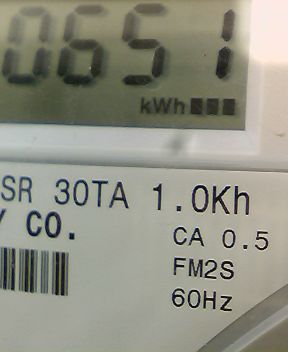 0651
kWh
SR 30TA 1.0Kh
Y CO.
CA 0.5
FM2S
60Hz